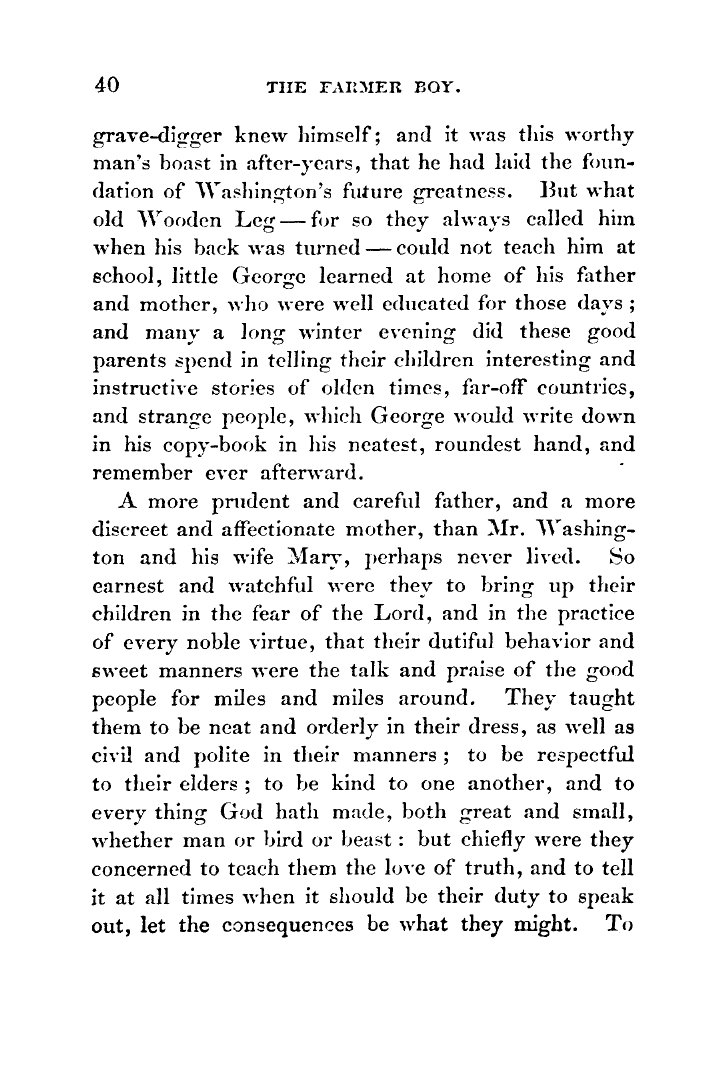 40 THE FARMER BOY.
grave-digger knew himself; and it was this worthy
man's boast in after-years, that he had laid the foun-
dation of Washington's future greatness. But what
old Wooden Leg — for so they always called him
when his back was turned — could not teach him at
school, little George learned at home of his father
and mother, who were well educated for those days ;
and many a long winter evening did these good
parents spend in telling their children interesting and
instructive stories of olden times, far-off countries,
and strange people, which George would write down
in his copy-book in his neatest, roundest hand, and
remember ever afterward.
A more prudent and careful father, and a more
discreet and affectionate mother, than Mr. Washing-
ton and his wife Mary, perhaps never lived. So
earnest and watchful were they to bring up their
children in the fear of the Lord, and in the practice
of every noble virtue, that their dutiful behavior and
sweet manners were the talk and praise of the good
people for miles and miles around. They taught
them to be neat and orderly in their dress, as well as
civil and polite in their manners ; to be respectful
to their elders ; to be kind to one another, and to
every thing God hath made, both great and small,
whether man or bird or beast : but chiefly were they
concerned to teach them the love of truth, and to tell
it at all times when it should be their duty to speak
out, let the consequences be what they might. To